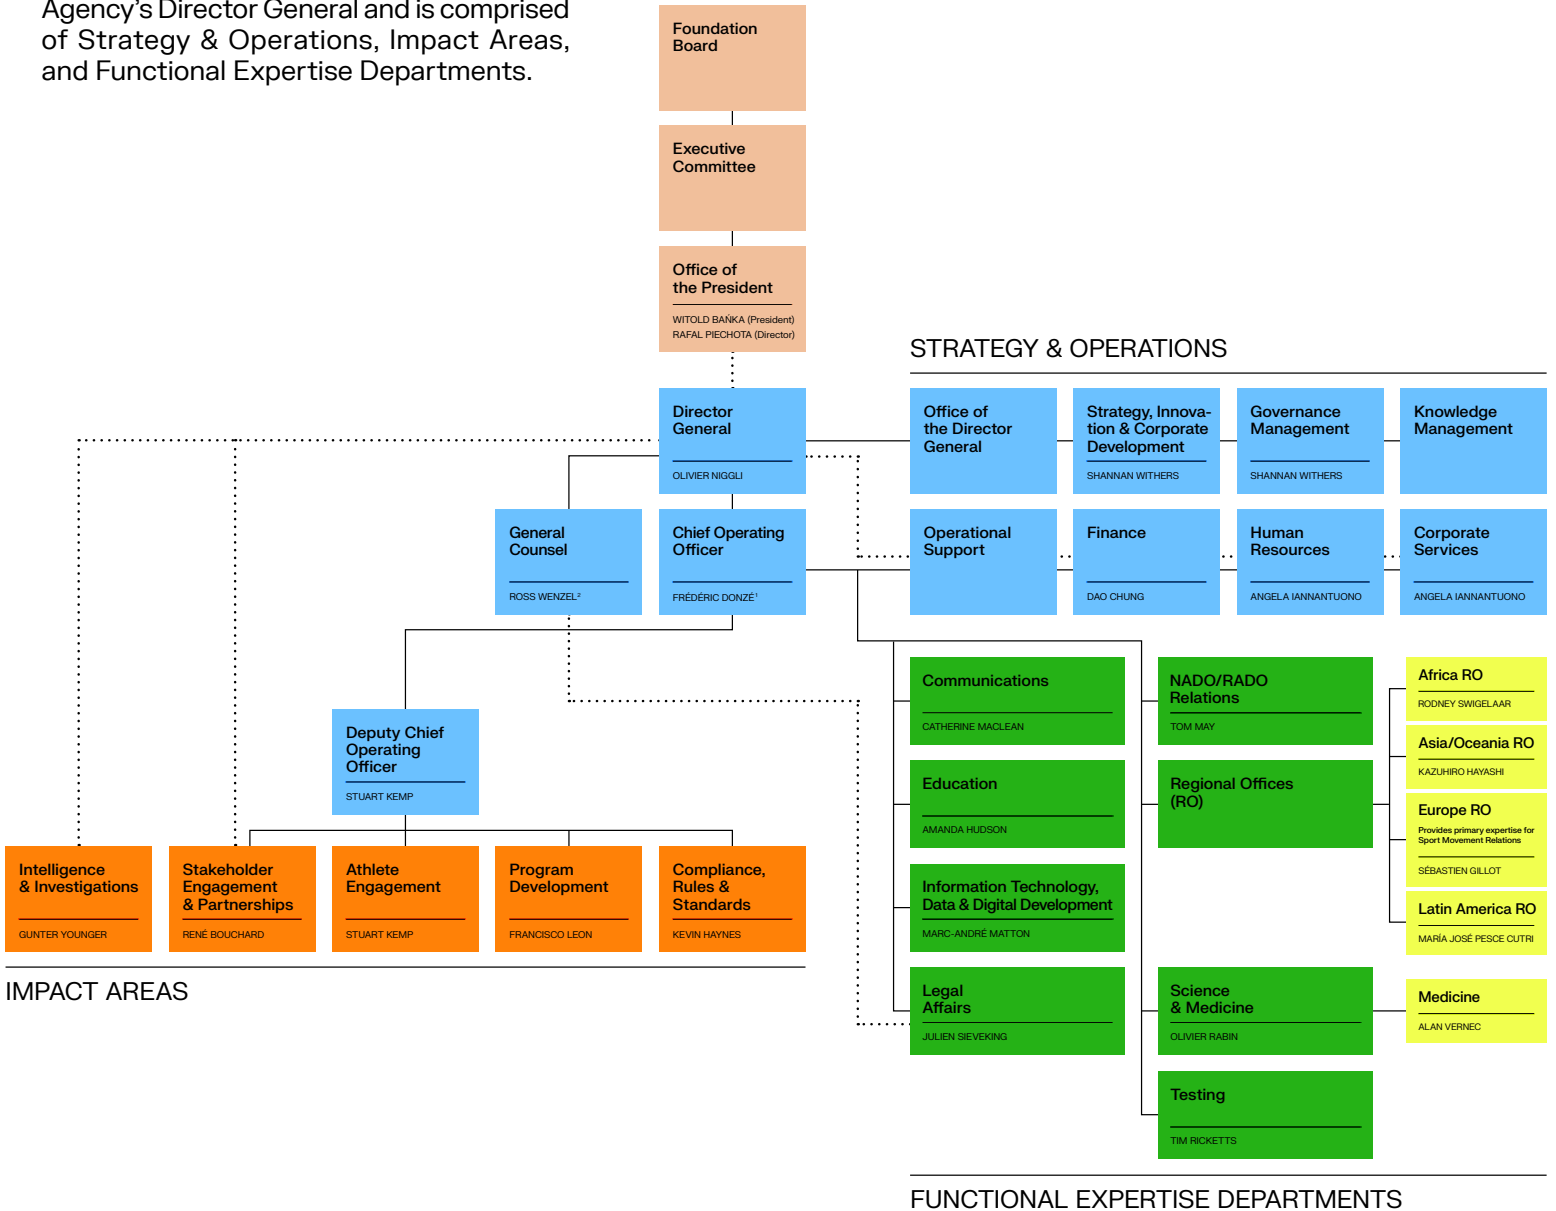 Agency's Director General and is comprised
of Strategy & Operations, Impact Areas,
and Functional Expertise Departments.
Foundation
Board
Executive
Committee
Office of
the President
WITOLD BAŃKA (President)
RAFAL PIECHOTA (Director)
STRATEGY & OPERATIONS
Director
General
OLIVIER NIGGLI
Office of
the Director
General
Strategy, Innova-
tion & Corporate
Development
SHANNAN WITHERS
Governance
Management
SHANNAN WITHERS
Knowledge
Management
General
Counsel
ROSS WENZEL²
Chief Operating
Officer
FRÉDÉRIC DONZɹ
Operational
Support
Finance
DAO CHUNG
Human
Resources
ANGELA IANNANTUONO
Corporate
Services
ANGELA IANNANTUONO
Deputy Chief
Operating
Officer
STUART KEMP
Intelligence
& Investigations
GUNTER YOUNGER
Stakeholder
Engagement
& Partnerships
RENÉ BOUCHARD
Athlete
Engagement
STUART KEMP
Program
Development
FRANCISCO LEON
Compliance,
Rules &
Standards
KEVIN HAYNES
IMPACT AREAS
Communications
CATHERINE MACLEAN
NADO/RADO
Relations
TOM MAY
Education
AMANDA HUDSON
Regional Offices
(RO)
Information Technology,
Data & Digital Development
MARC-ANDRÉ MATTON
Legal
Affairs
JULIEN SIEVEKING
Science
& Medicine
OLIVIER RABIN
Testing
TIM RICKETTS
Africa RO
RODNEY SWIGELAAR
Asia/Oceania RO
KAZUHIRO HAYASHI
Europe RO
Provides primary expertise for
Sport Movement Relations
SÉBASTIEN GILLOT
Latin America RO
MARÍA JOSÉ PESCE CUTRI
Medicine
ALAN VERNEC
FUNCTIONAL EXPERTISE DEPARTMENTS